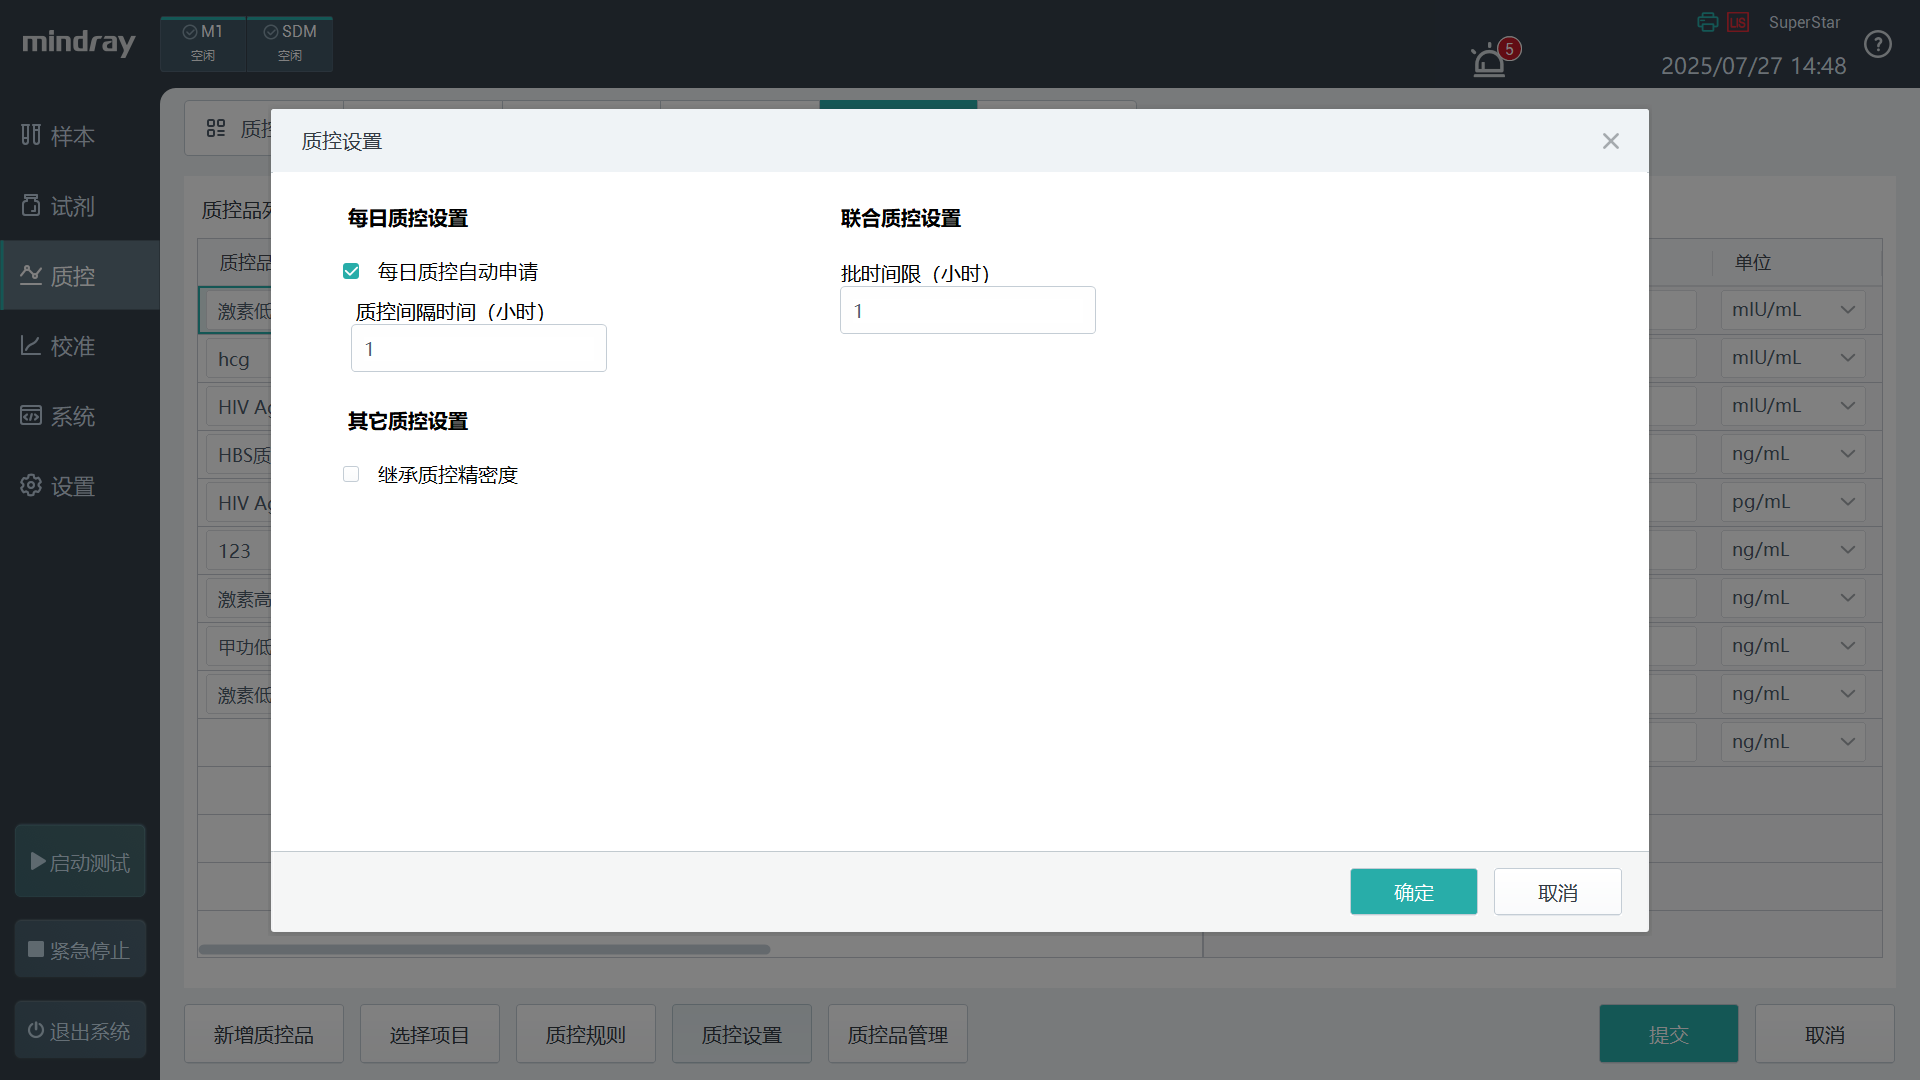 mindray
M1
空闲
SDM
空闲
5
LIS
SuperStar
2025/07/27 14:48
?
样本
试剂
质控
校准
系统
设置
启动测试
紧急停止
退出系统
质控
质控品列
质控品
单位
激素低
mIU/mL
hcg
mIU/mL
HIV Ag
mIU/mL
HBS质
ng/mL
HIV Ag
pg/mL
123
ng/mL
激素高
ng/mL
甲功低
ng/mL
激素低
ng/mL
ng/mL
质控设置
每日质控设置
每日质控自动申请
质控间隔时间（小时）
1
联合质控设置
批时间限（小时）
1
其它质控设置
继承质控精密度
确定
取消
新增质控品
选择项目
质控规则
质控设置
质控品管理
提交
取消